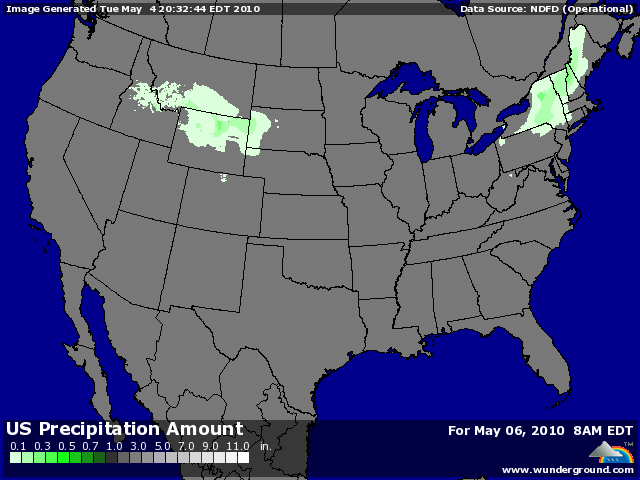 Image Generated Tue May 4 20:32:44 EDT 2010 Data Source: NDFD (Operational)
US Precipitation Amount For May 06, 2010 8AM EDT
0.1 0.3 0.5 0.7 1.0 3.0 5.0 7.0 9.0 11.0 in.
TM
www.wunderground.com